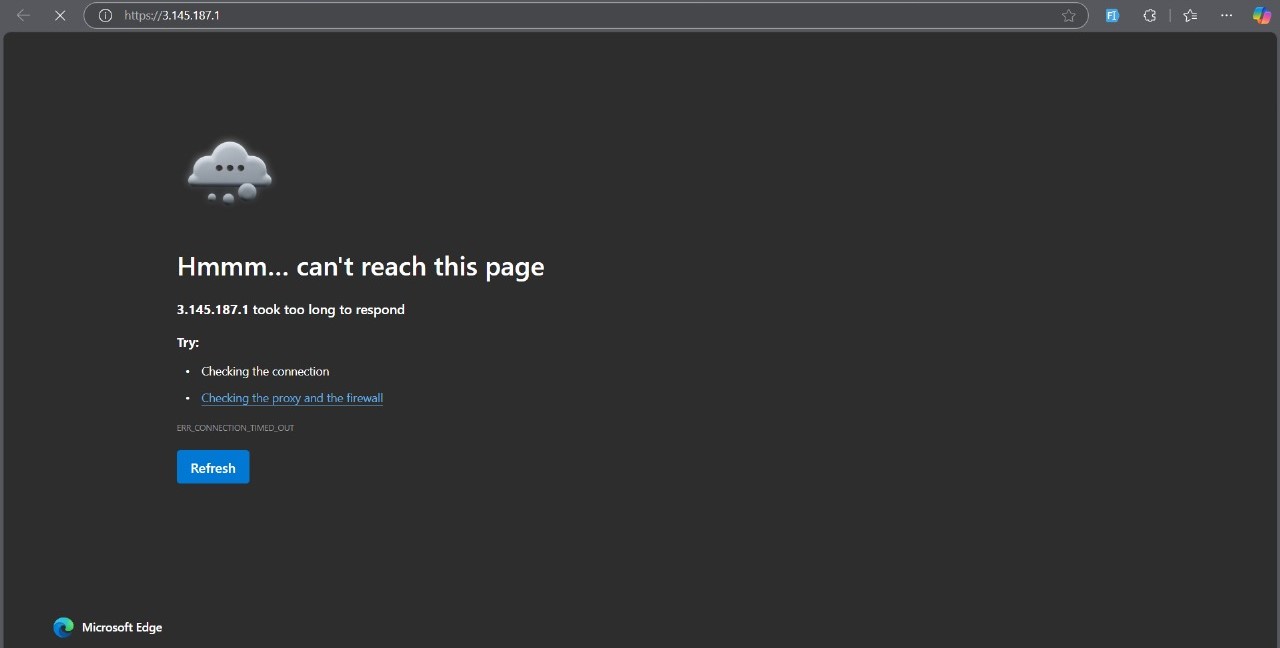 https://3.145.187.1
Hmmm... can't reach this page
3.145.187.1 took too long to respond
Try:
• Checking the connection
• Checking the proxy and the firewall
ERR_CONNECTION_TIMED_OUT
Refresh
Microsoft Edge